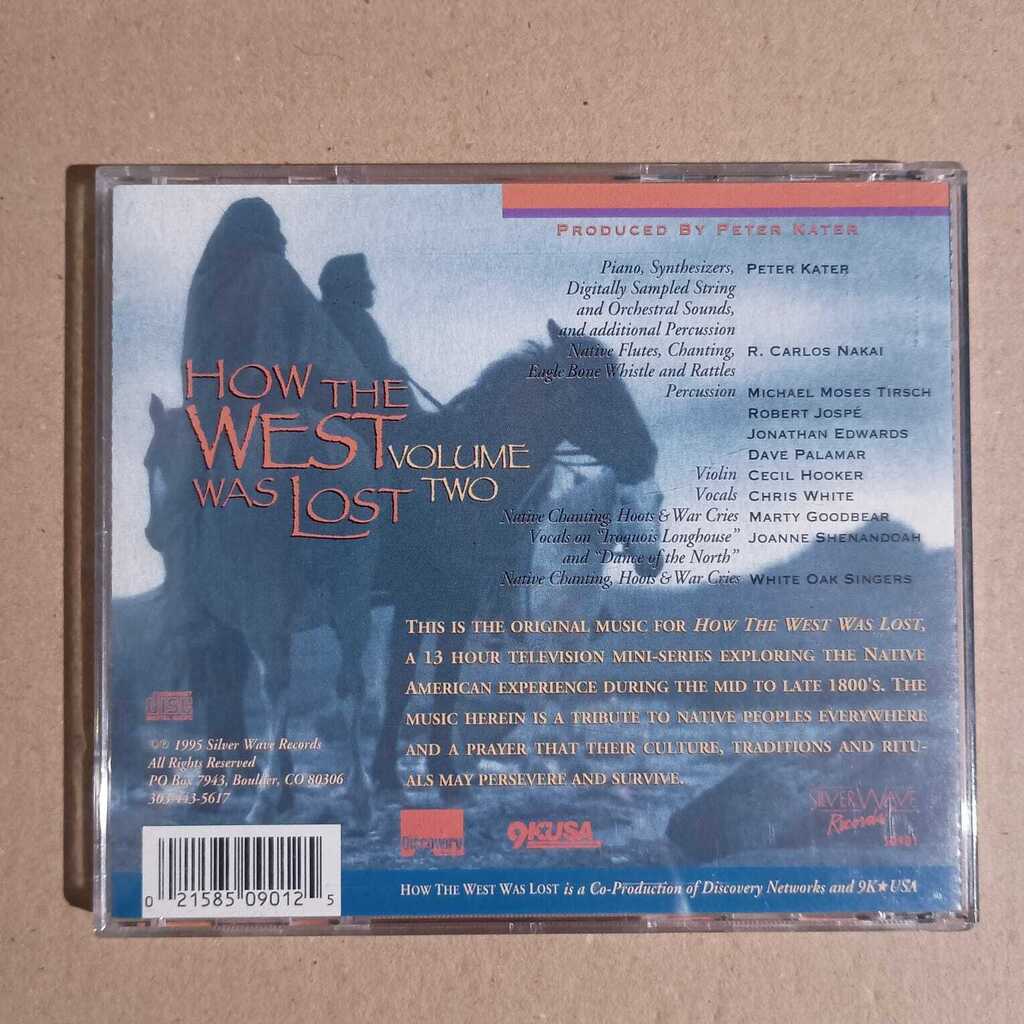 PRODUCED BY PETER KATER
Piano, Synthesizers, PETER KATER
Digitally Sampled String
and Orchestral Sounds,
and additional Percussion
Native Flutes, Chanting, R. CARLOS NAKAI
Eagle Bone Whistle and Rattles
Percussion MICHAEL MOSES TIRSCH
ROBERT JOSPÉ
JONATHAN EDWARDS
DAVE PALAMAR
Violin CECIL HOOKER
Vocals CHRIS WHITE
Native Chanting, Hoots & War Cries MARTY GOODBEAR
Vocals on "Iroquois Longhouse" JOANNE SHENANDOAH
and "Dance of the North"
Native Chanting, Hoots & War Cries WHITE OAK SINGERS
HOW THE
WEST VOLUME
WAS LOST TWO
THIS IS THE ORIGINAL MUSIC FOR HOW THE WEST WAS LOST,
A 13 HOUR TELEVISION MINI-SERIES EXPLORING THE NATIVE
AMERICAN EXPERIENCE DURING THE MID TO LATE 1800'S. THE
MUSIC HEREIN IS A TRIBUTE TO NATIVE PEOPLES EVERYWHERE
AND A PRAYER THAT THEIR CULTURE, TRADITIONS AND RITU-
ALS MAY PERSEVERE AND SURVIVE.
COMPACT
disc
DIGITAL AUDIO
©℗ 1995 Silver Wave Records
All Rights Reserved
PO Box 7943, Boulder, CO 80306
303-443-5617
Discovery
9KUSA
SILVER WAVE
Records
0 21585 09012 5
HOW THE WEST WAS LOST is a Co-Production of Discovery Networks and 9K★USA